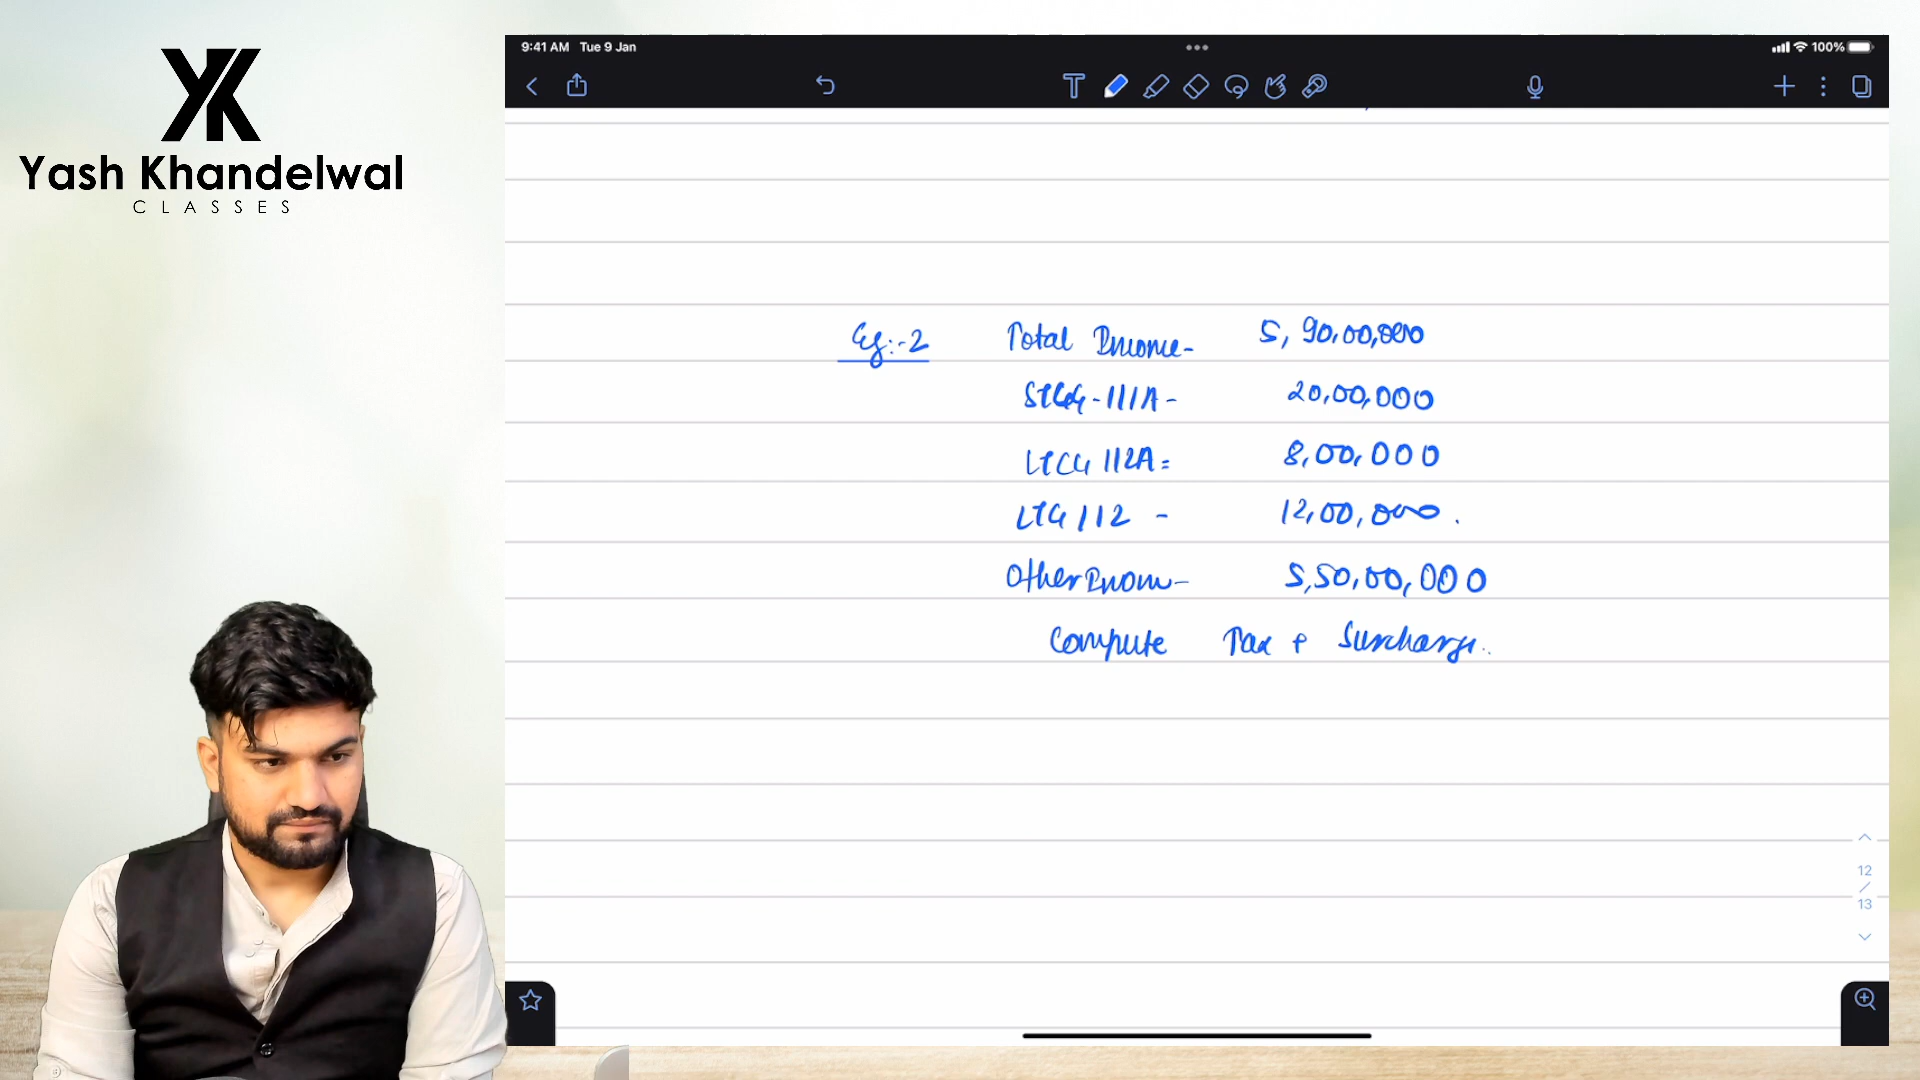 YK
Yash Khandelwal
CLASSES
9:41 AM Tue 9 Jan
100%
Eg:-2 Total Income- 5,90,00,000
STCG-111A- 20,00,000
LTCG 112A= 8,00,000
LTCG 112 - 12,00,000.
Other Income- 5,50,00,000
Compute Tax & Surcharge..
12
/
13